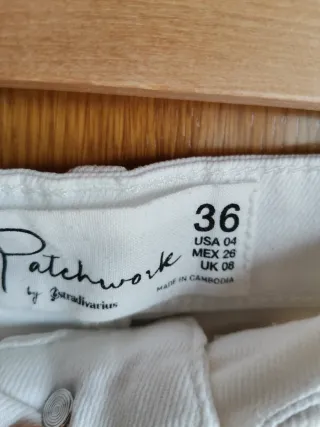 Patchwork
by Stradivarius
36
USA 04
MEX 26
UK 08
MADE IN CAMBODIA